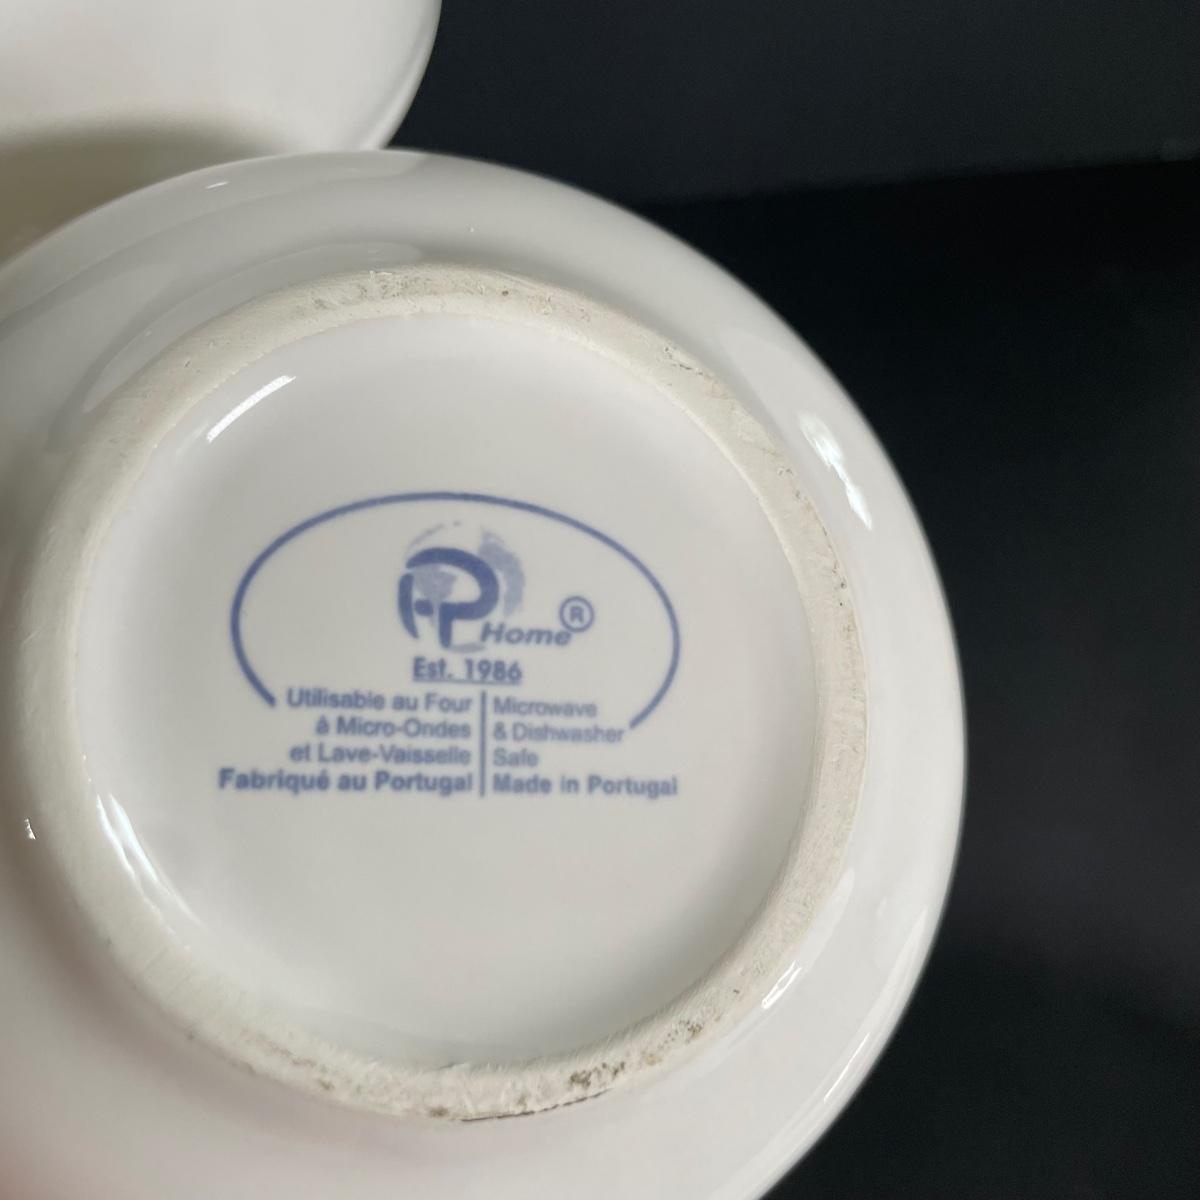 P Home®
Est. 1986
Utilisable au Four
à Micro-Ondes
et Lave-Vaisselle
Fabriqué au Portugal
Microwave
& Dishwasher
Safe
Made in Portugal